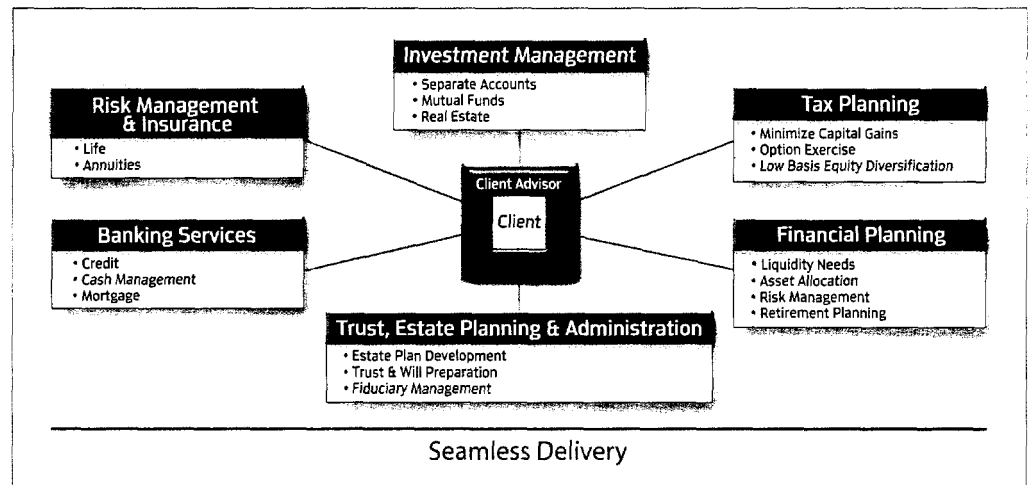 Investment Management
• Separate Accounts
• Mutual Funds
• Real Estate
Risk Management
& Insurance
• Life
• Annuities
Tax Planning
• Minimize Capital Gains
• Option Exercise
• Low Basis Equity Diversification
Client Advisor
Client
Banking Services
• Credit
• Cash Management
• Mortgage
Financial Planning
• Liquidity Needs
• Asset Allocation
• Risk Management
• Retirement Planning
Trust, Estate Planning & Administration
• Estate Plan Development
• Trust & Will Preparation
• Fiduciary Management
Seamless Delivery